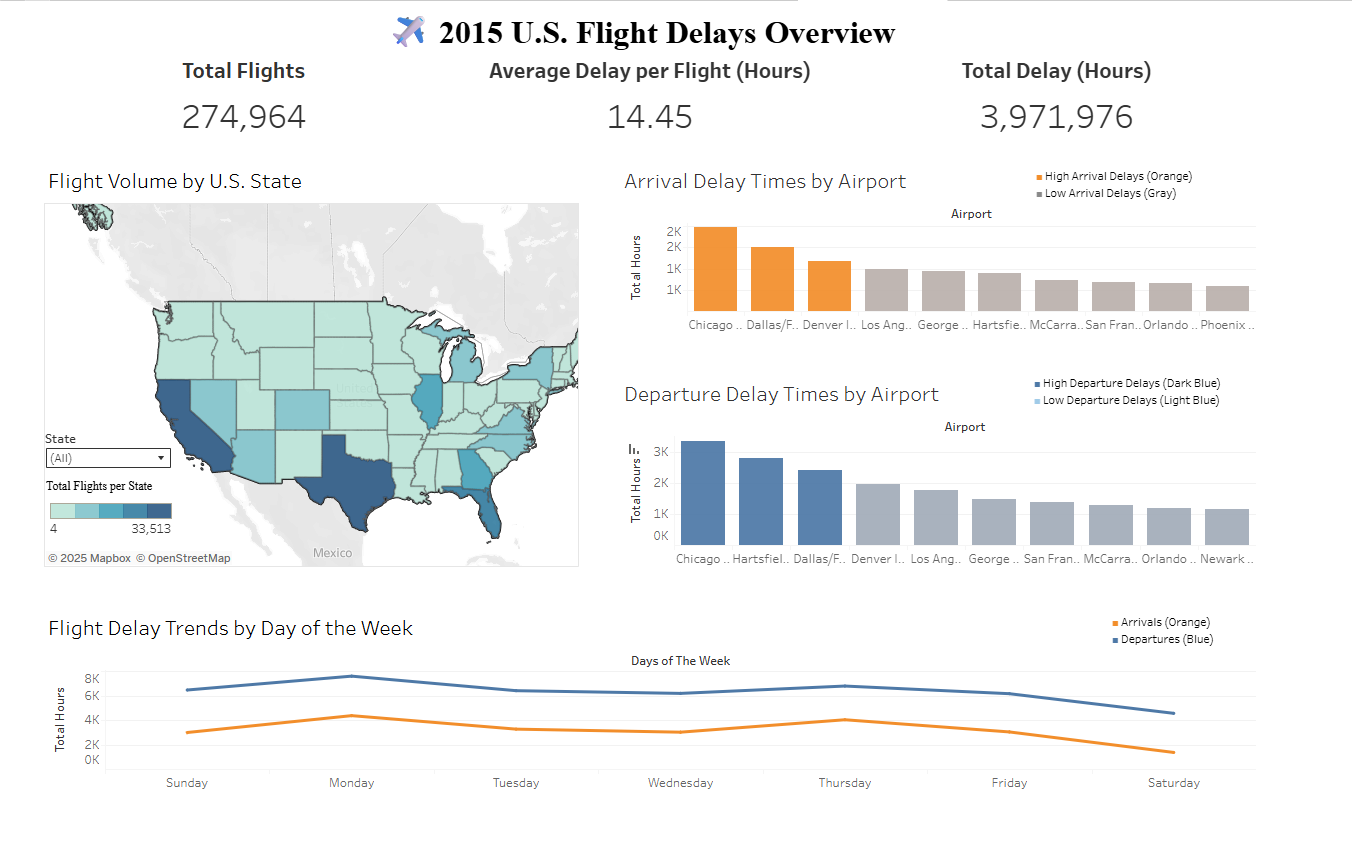 2015 U.S. Flight Delays Overview
Total Flights
Average Delay per Flight (Hours)
Total Delay (Hours)
274,964
14.45
3,971,976
Flight Volume by U.S. State
United
Mexico
State
(All)
Total Flights per State
4
33,513
© 2025 Mapbox © OpenStreetMap
Arrival Delay Times by Airport
High Arrival Delays (Orange)
Low Arrival Delays (Gray)
Airport
Total Hours
2K
2K
1K
1K
Chicago .. Dallas/F.. Denver I.. Los Ang.. George .. Hartsfie.. McCarra.. San Fran.. Orlando .. Phoenix ..
Departure Delay Times by Airport
High Departure Delays (Dark Blue)
Low Departure Delays (Light Blue)
Airport
Total Hours
3K
2K
1K
0K
Chicago .. Hartsfiel.. Dallas/F.. Denver I.. Los Ang.. George .. San Fran.. McCarra.. Orlando .. Newark ..
Flight Delay Trends by Day of the Week
Arrivals (Orange)
Departures (Blue)
Days of The Week
Total Hours
8K
6K
4K
2K
0K
Sunday Monday Tuesday Wednesday Thursday Friday Saturday